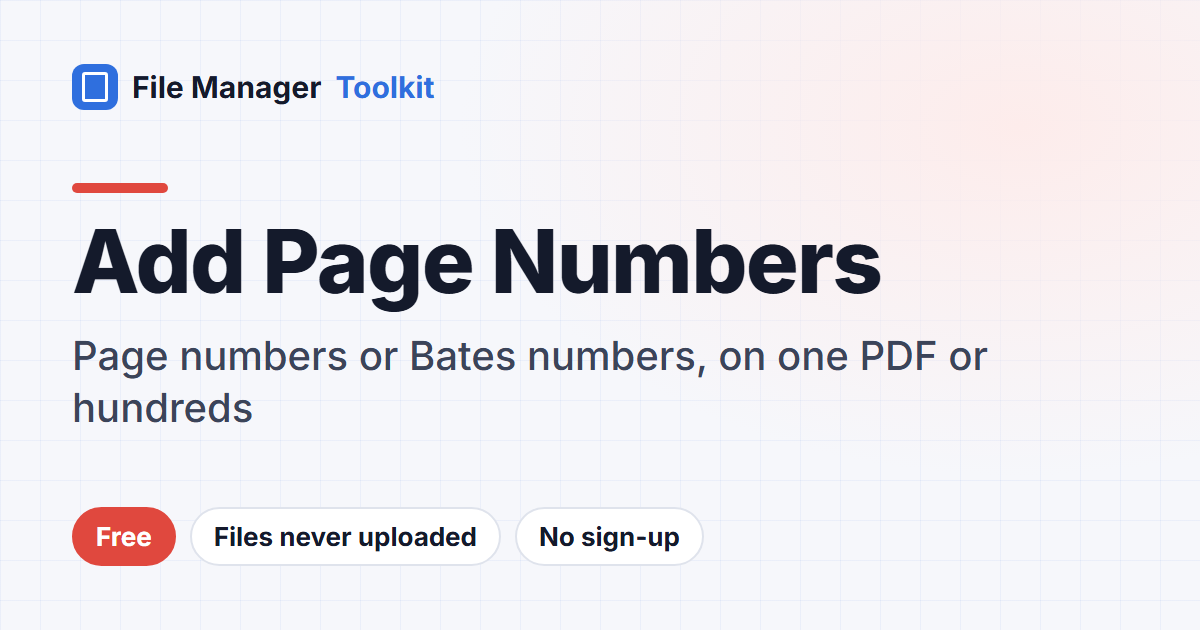 File Manager Toolkit
Add Page Numbers
Page numbers or Bates numbers, on one PDF or
hundreds
Free
Files never uploaded
No sign-up